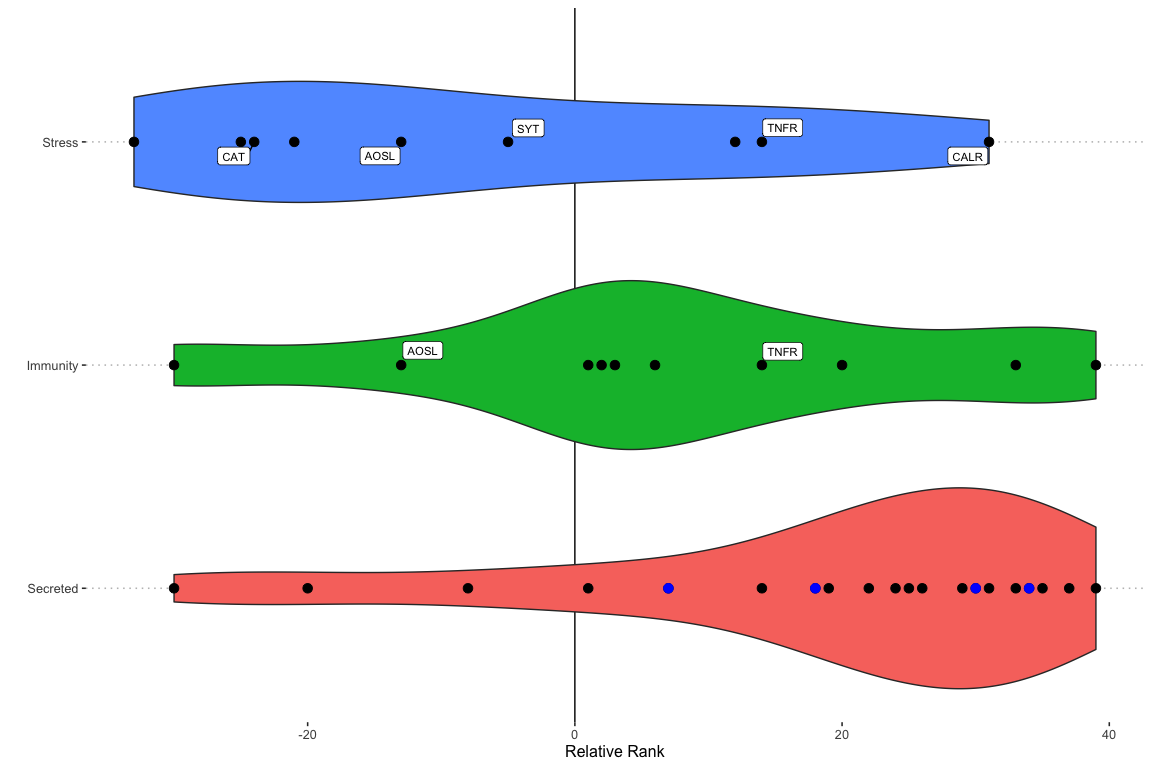 SYT
TNFR
Stress
CAT
AOSL
CALR
AOSL
TNFR
Immunity
Secreted
-20
0
20
40
Relative Rank